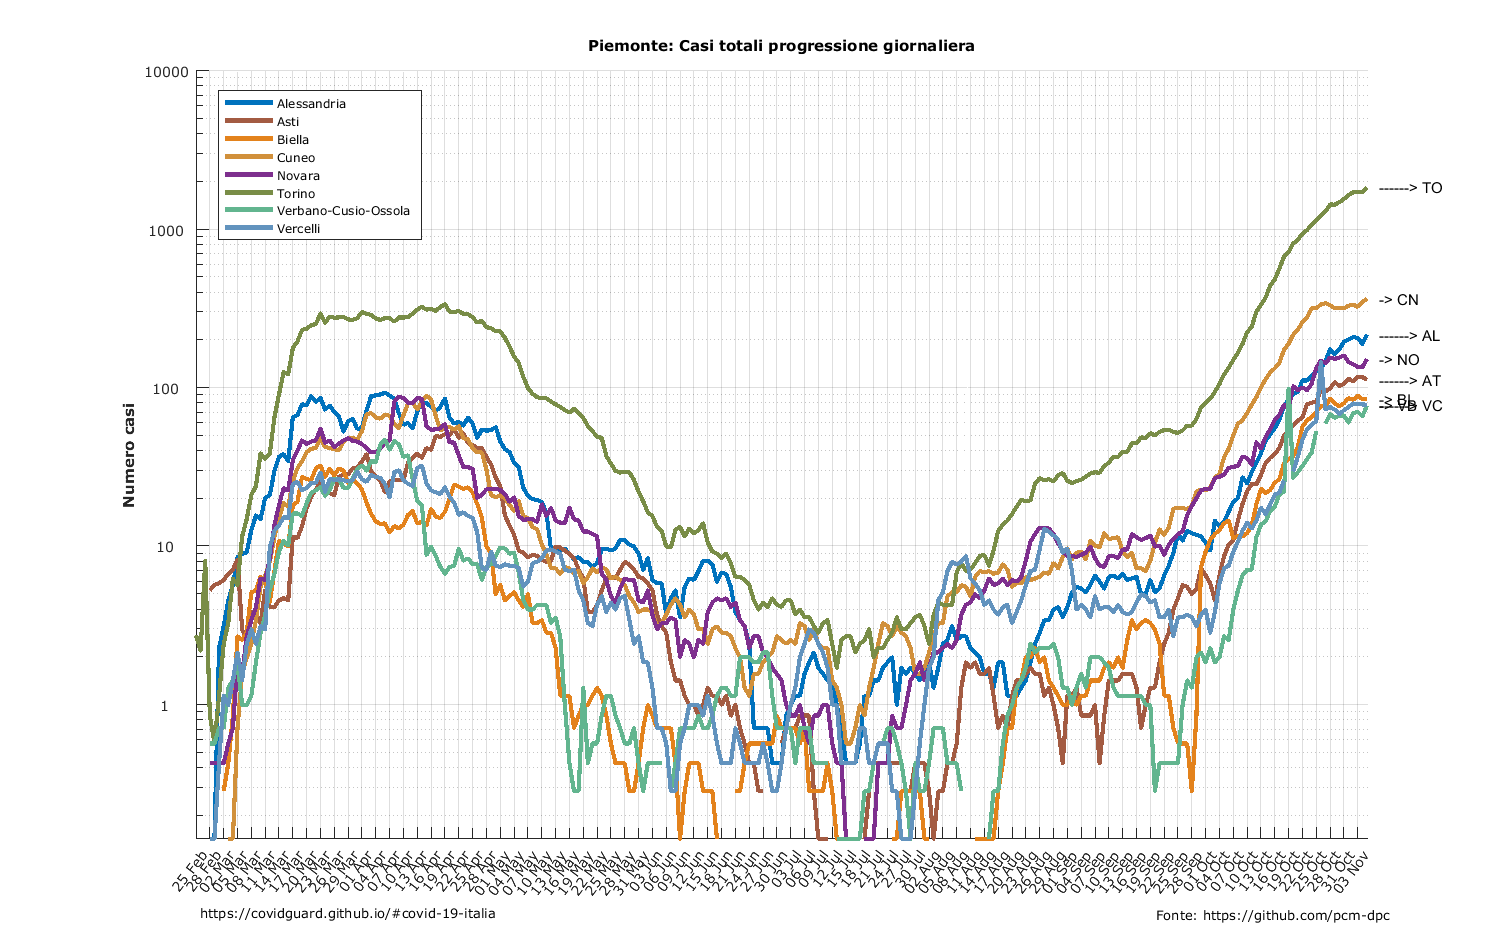 Piemonte: Casi totali progressione giornaliera
Numero casi
10000
1000
100
10
1
Alessandria
Asti
Biella
Cuneo
Novara
Torino
Verbano-Cusio-Ossola
Vercelli
------> TO
-> CN
------> AL
-> NO
------> AT
-> BI
VB
VC
25 Feb
28 Feb
02 Mar
05 Mar
08 Mar
11 Mar
14 Mar
17 Mar
20 Mar
23 Mar
26 Mar
29 Mar
01 Apr
04 Apr
07 Apr
10 Apr
13 Apr
16 Apr
19 Apr
22 Apr
25 Apr
28 Apr
01 May
04 May
07 May
10 May
13 May
16 May
19 May
22 May
25 May
28 May
31 May
03 Jun
06 Jun
09 Jun
12 Jun
15 Jun
18 Jun
21 Jun
24 Jun
27 Jun
30 Jun
03 Jul
06 Jul
09 Jul
12 Jul
15 Jul
18 Jul
21 Jul
24 Jul
27 Jul
30 Jul
02 Aug
05 Aug
08 Aug
11 Aug
14 Aug
17 Aug
20 Aug
23 Aug
26 Aug
29 Aug
01 Sep
04 Sep
07 Sep
10 Sep
13 Sep
16 Sep
19 Sep
22 Sep
25 Sep
28 Sep
01 Oct
04 Oct
07 Oct
10 Oct
13 Oct
16 Oct
19 Oct
22 Oct
25 Oct
28 Oct
31 Oct
03 Nov
https://covidguard.github.io/#covid-19-italia
Fonte: https://github.com/pcm-dpc